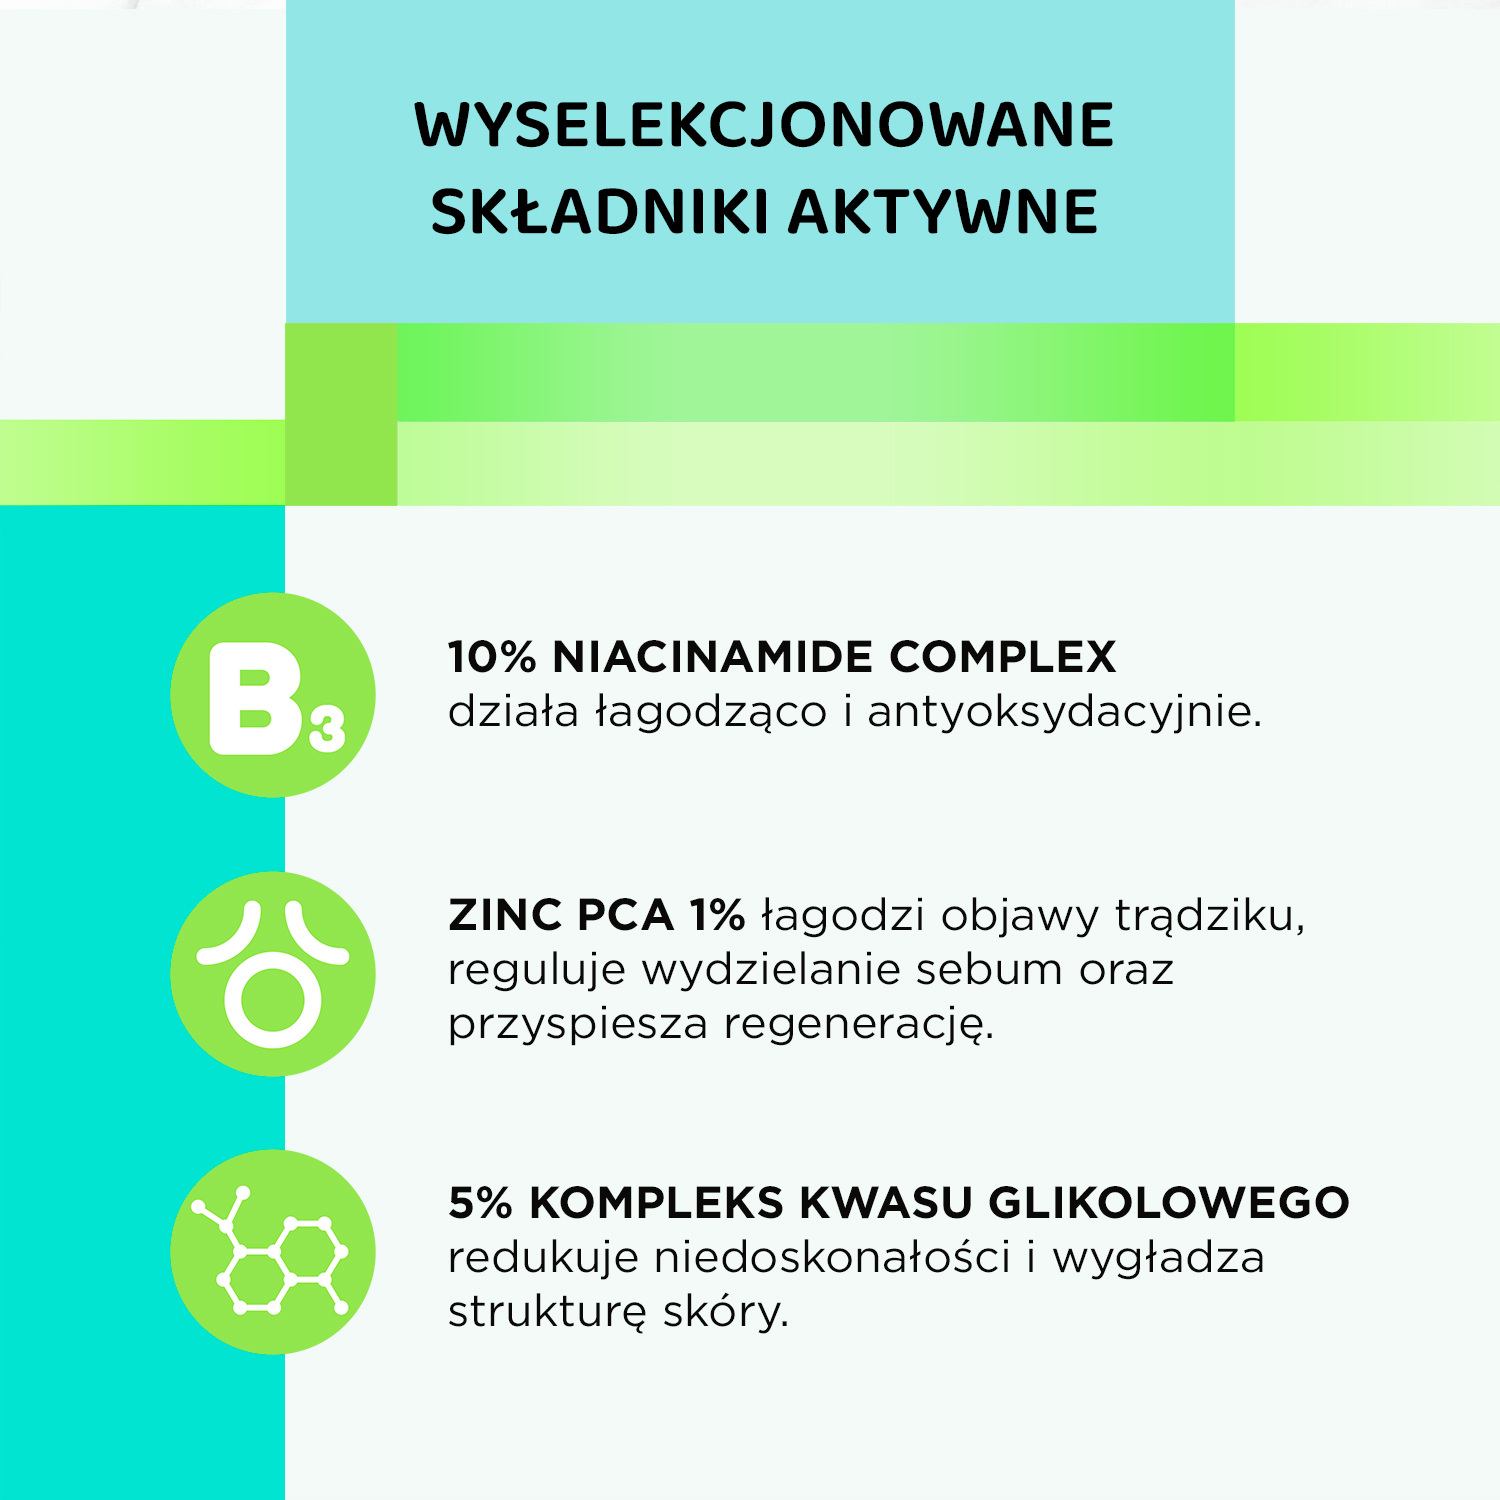 WYSELEKCJONOWANE
SKŁADNIKI AKTYWNE
B3
10% NIACINAMIDE COMPLEX
działa łagodząco i antyoksydacyjnie.
ZINC PCA 1% łagodzi objawy trądziku,
reguluje wydzielanie sebum oraz
przyspiesza regenerację.
5% KOMPLEKS KWASU GLIKOLOWEGO
redukuje niedoskonałości i wygładza
strukturę skóry.